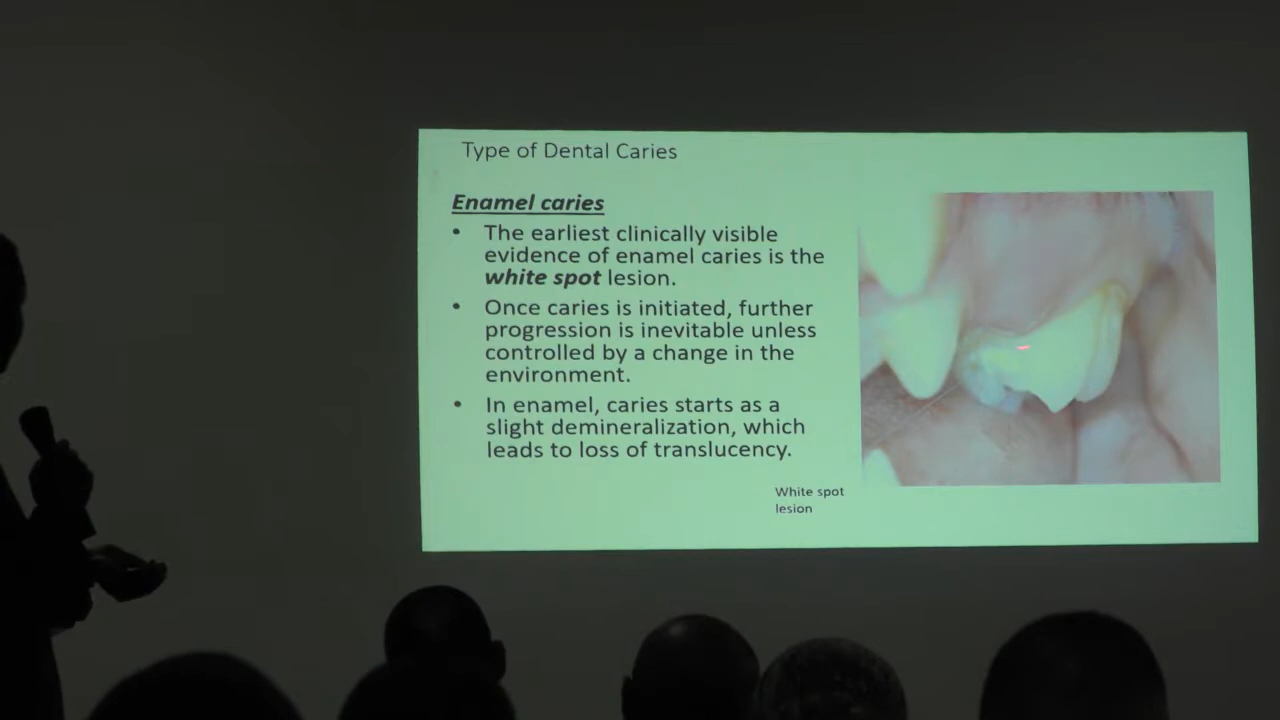 Type of Dental Caries
Enamel caries
• The earliest clinically visible
evidence of enamel caries is the
white spot lesion.
• Once caries is initiated, further
progression is inevitable unless
controlled by a change in the
environment.
• In enamel, caries starts as a
slight demineralization, which
leads to loss of translucency.
White spot
lesion